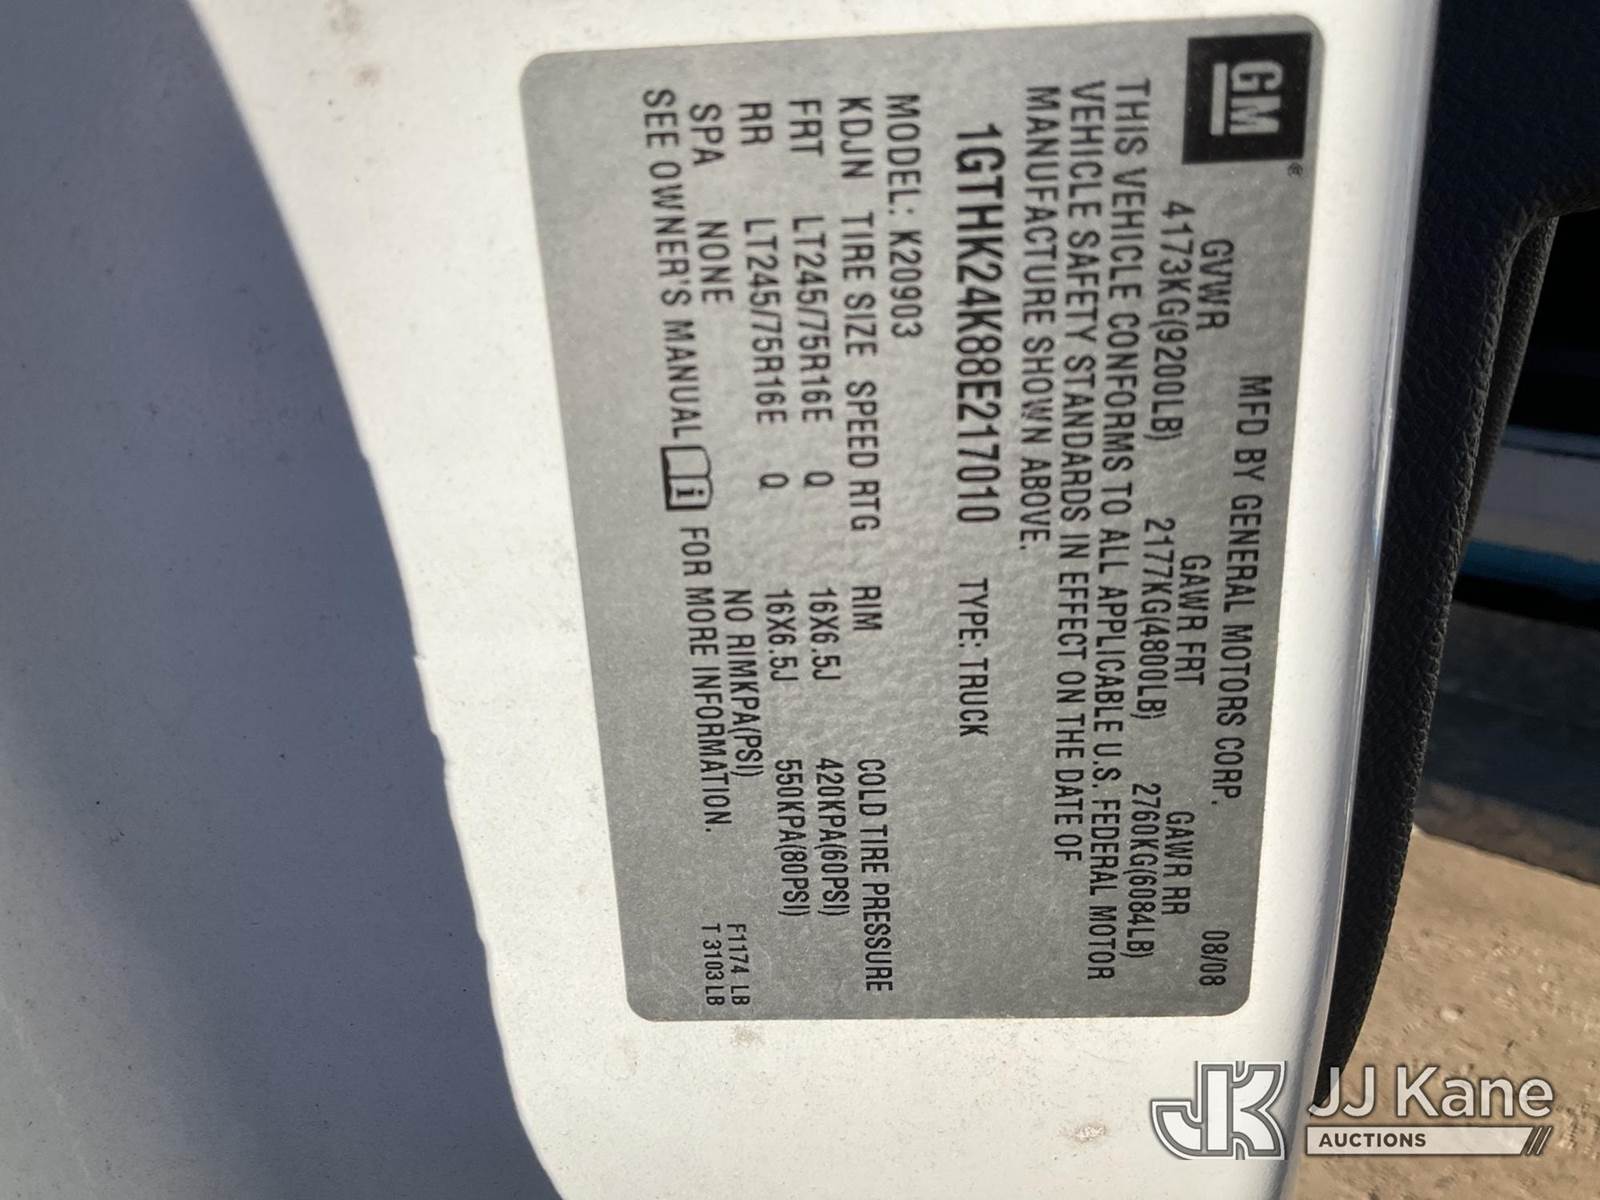 GM®
MFD BY GENERAL MOTORS CORP. 08/08
GVWR GAWR FRT GAWR RR
4173KG(9200LB) 2177KG(4800LB) 2760KG(6084LB)
THIS VEHICLE CONFORMS TO ALL APPLICABLE U.S. FEDERAL MOTOR
VEHICLE SAFETY STANDARDS IN EFFECT ON THE DATE OF
MANUFACTURE SHOWN ABOVE.
1GTHK24K88E217010 TYPE: TRUCK
MODEL: K20903
KDJN TIRE SIZE SPEED RTG RIM COLD TIRE PRESSURE
FRT LT245/75R16E Q 16X6.5J 420KPA(60PSI)
RR LT245/75R16E Q 16X6.5J 550KPA(80PSI)
SPA NONE NO RIMKPA(PSI) F1174 LB
SEE OWNER'S MANUAL i FOR MORE INFORMATION. T 3103LB
JK JJ Kane
AUCTIONS